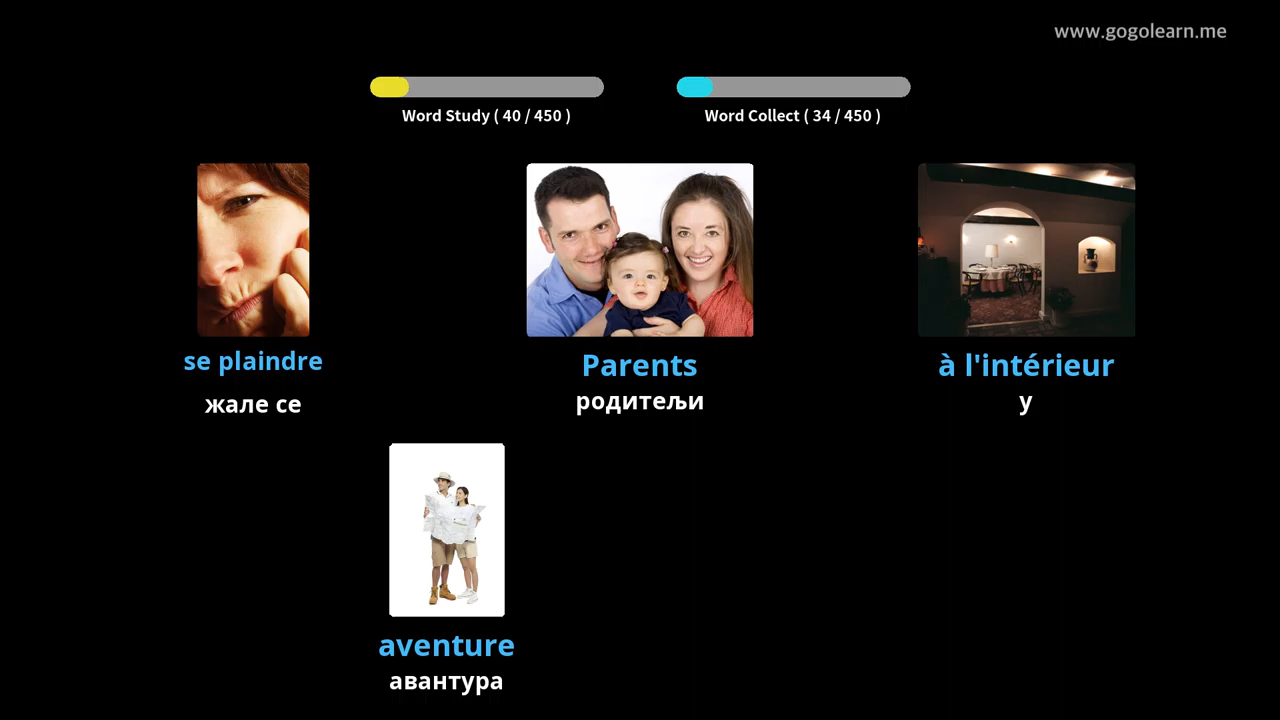 www.gogolearn.me
Word Study ( 40 / 450 )
Word Collect ( 34 / 450 )
se plaindre
жале се
Parents
родитељи
à l'intérieur
у
aventure
авантура